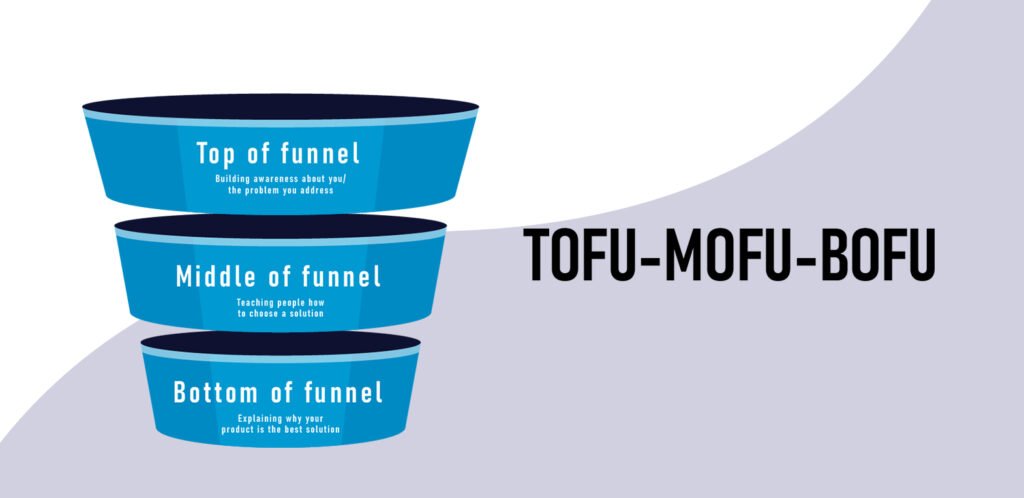 Top of funnel
Building awareness about you/
the problem you address
Middle of funnel
Teaching people how
to choose a solution
Bottom of funnel
Explaining why your
product is the best solution
TOFU-MOFU-BOFU